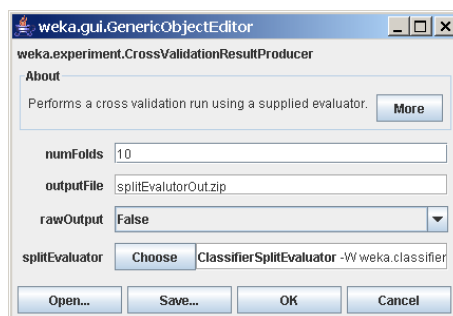 weka.gui.GenericObjectEditor
weka.experiment.CrossValidationResultProducer
About
Performs a cross validation run using a supplied evaluator. More
numFolds 10
outputFile splitEvalutorOut.zip
rawOutput False
splitEvaluator Choose ClassifierSplitEvaluator -W weka.classifier
Open... Save... OK Cancel